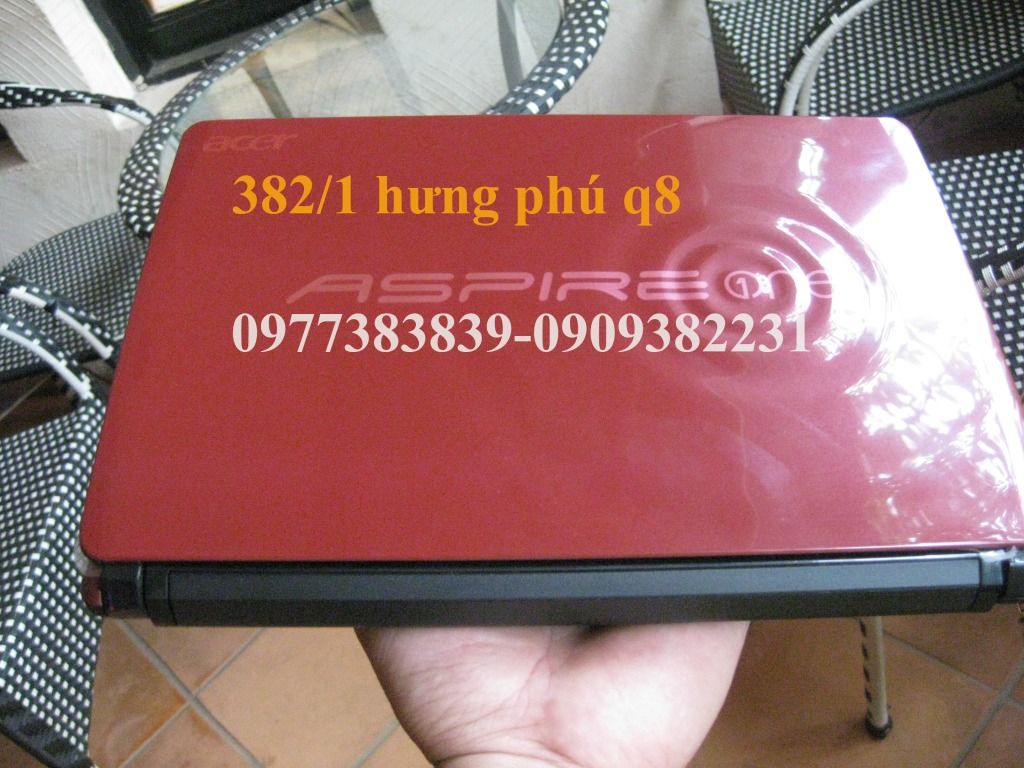 acer
382/1 hưng phú q8
ASPIRE one
0977383839-0909382231